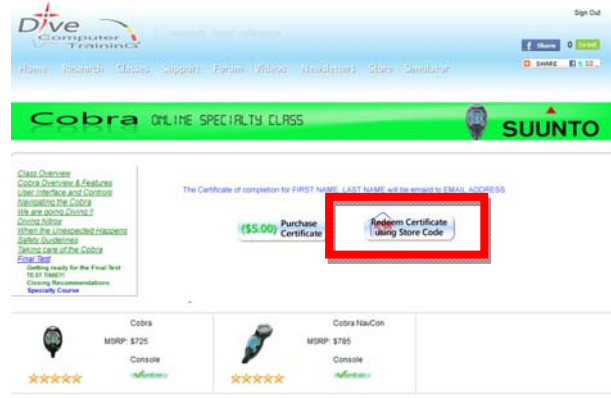 Dive
Computer
TraininG
Sign Out
Share 0 tweet
SHARE
Home Research Classes Support Forum Videos Newsletters Store Simulator
Cobra ONLINE SPECIALTY CLASS
SUUNTO
Class Overview
Cobra Overview & Features
User Interface and Controls
Navigating the Cobra
We are going Diving !!
Diving Nitrox
When the Unexpected Happens
Safety Guidelines
Taking care of the Cobra
Final Test
Getting ready for the Final Test
TEST TIME!!!
Closing Recommendations
Specialty Course
The Certificate of completion for FIRST NAME, LAST NAME will be emaild to EMAIL ADDRESS
($5.00) Purchase
Certificate
Redeem Certificate
using Store Code
Cobra
MSRP: $725
Console
Cobra NavCon
MSRP: $785
Console